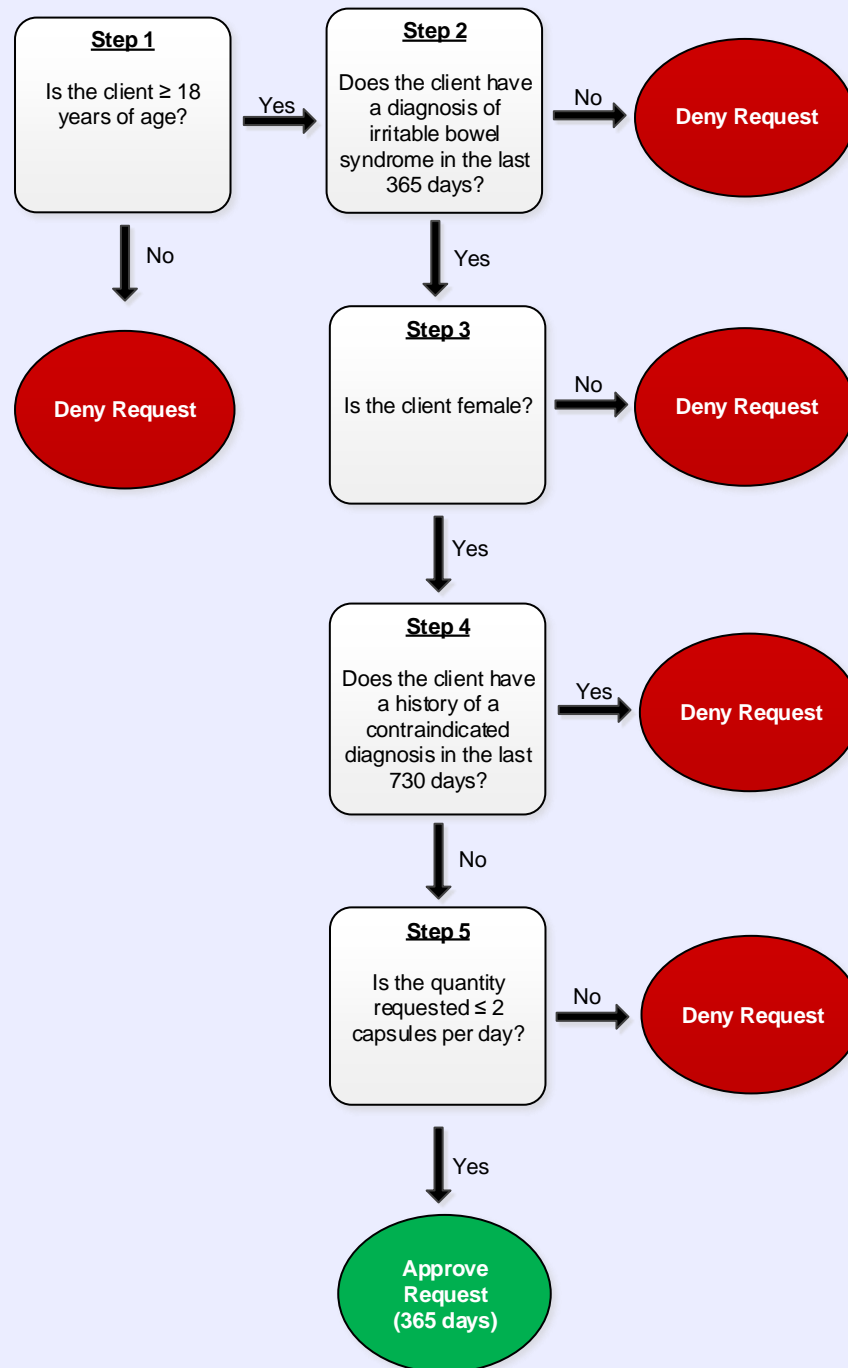 Step 1
Is the client ≥ 18
years of age?
Yes
Step 2
Does the client have
a diagnosis of
irritable bowel
syndrome in the last
365 days?
No
Deny Request
No
Deny Request
Yes
Step 3
Is the client female?
No
Deny Request
Yes
Step 4
Does the client have
a history of a
contraindicated
diagnosis in the last
730 days?
Yes
Deny Request
No
Step 5
Is the quantity
requested ≤ 2
capsules per day?
No
Deny Request
Yes
Approve
Request
(365 days)